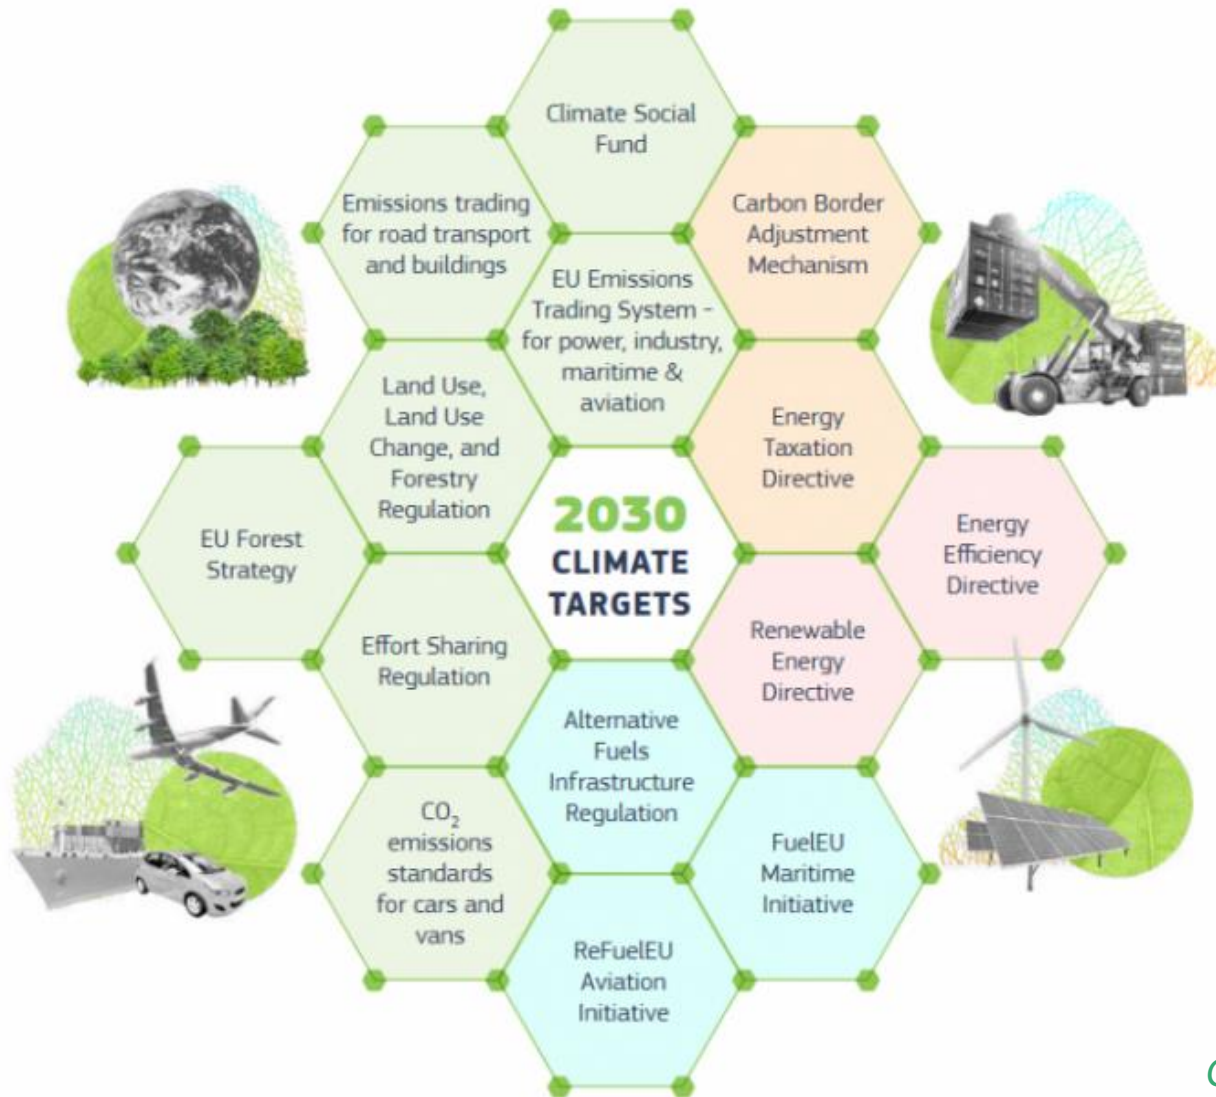 Climate Social
Fund
Emissions trading
for road transport
and buildings
Carbon Border
Adjustment
Mechanism
EU Emissions
Trading System -
for power, industry,
maritime &
aviation
Land Use,
Land Use
Change, and
Forestry
Regulation
Energy
Taxation
Directive
EU Forest
Strategy
2030
CLIMATE
TARGETS
Energy
Efficiency
Directive
Effort Sharing
Regulation
Renewable
Energy
Directive
Alternative
Fuels
Infrastructure
Regulation
CO₂
emissions
standards
for cars and
vans
FuelEU
Maritime
Initiative
ReFuelEU
Aviation
Initiative